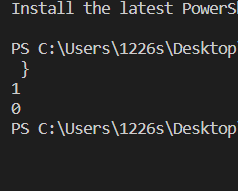 Install the latest PowerS
PS C:\Users\1226s\Desktop
}
1
0
PS C:\Users\1226s\Desktop